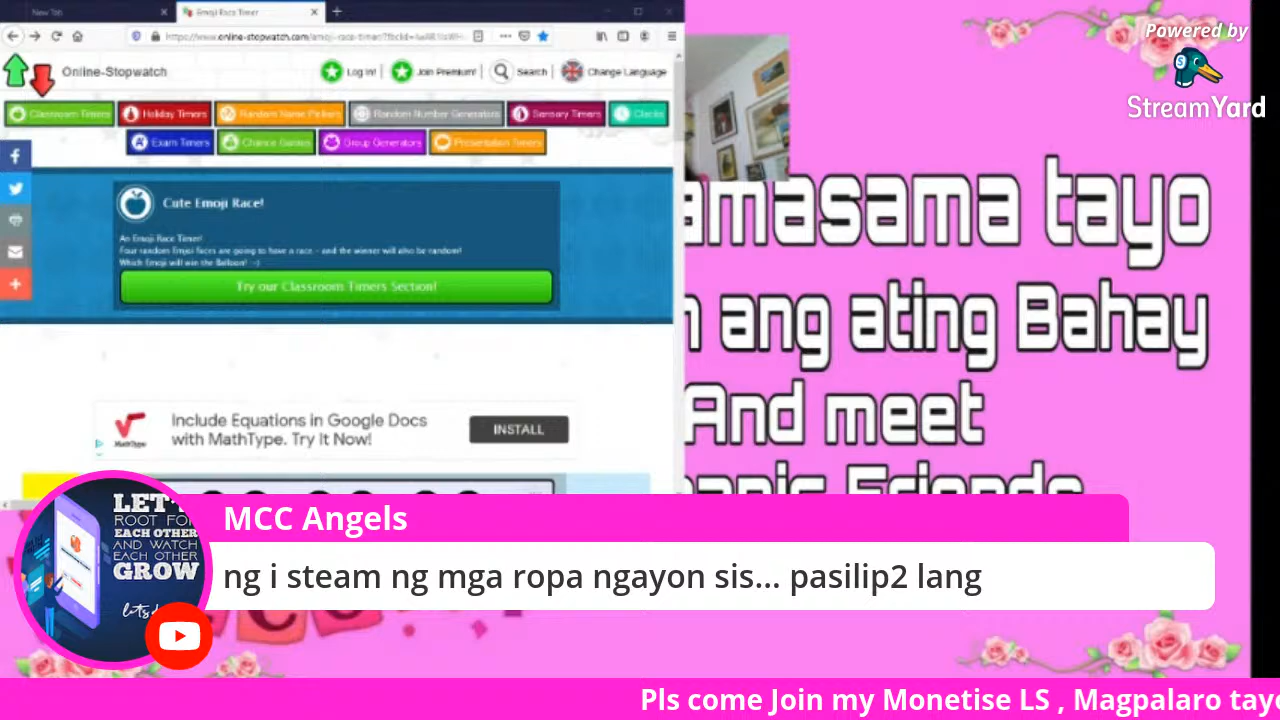 New Tab
Emoji Race Timer
Online-Stopwatch
Log In!
Join Premium!
Search
Change Language
Classroom Timers
Holiday Timers
Random Name Pickers
Random Number Generators
Sensory Timers
Clocks
Exam Timers
Chance Games
Group Generators
Presentation Timers
Cute Emoji Race!
An Emoji Race Timer!
Four random Emoji faces are going to have a race - and the winner will also be random!
Which Emoji will win the Balloon! :-)
Try our Classroom Timers Section!
Include Equations in Google Docs
with MathType. Try It Now!
INSTALL
MathType
Powered by
StreamYard
amasama tayo
ang ating Bahay
And meet
Friends
LET'S
ROOT FOR
EACH OTHER
AND WATCH
EACH OTHER
GROW
MCC Angels
ng i steam ng mga ropa ngayon sis... pasilip2 lang
Pls come Join my Monetise LS , Magpalaro tayo